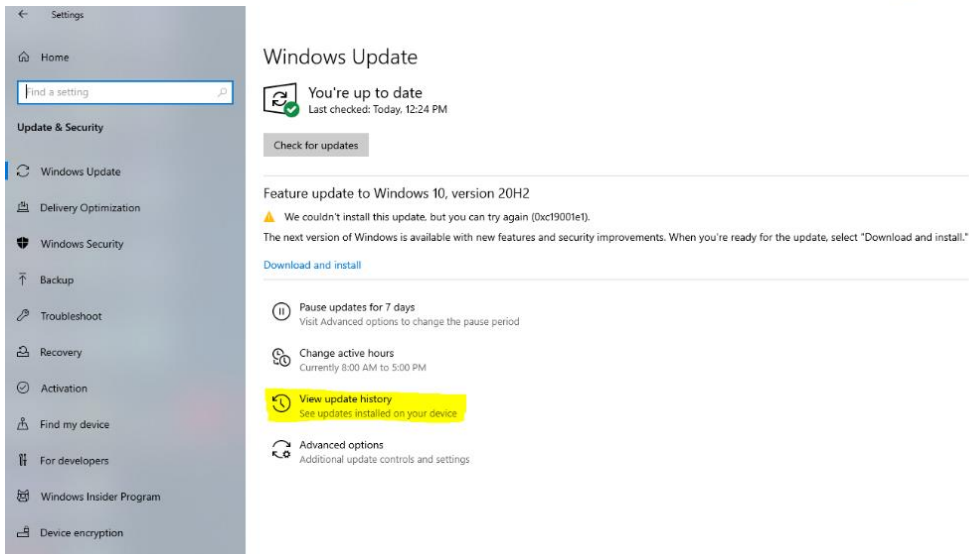 Settings
Home
Find a setting
Update & Security
Windows Update
Delivery Optimization
Windows Security
Backup
Troubleshoot
Recovery
Activation
Find my device
For developers
Windows Insider Program
Device encryption
Windows Update
You're up to date
Last checked: Today, 12:24 PM
Check for updates
Feature update to Windows 10, version 20H2
We couldn't install this update, but you can try again (0xc19001e1).
The next version of Windows is available with new features and security improvements. When you're ready for the update, select "Download and install."
Download and install
Pause updates for 7 days
Visit Advanced options to change the pause period
Change active hours
Currently 8:00 AM to 5:00 PM
View update history
See updates installed on your device
Advanced options
Additional update controls and settings